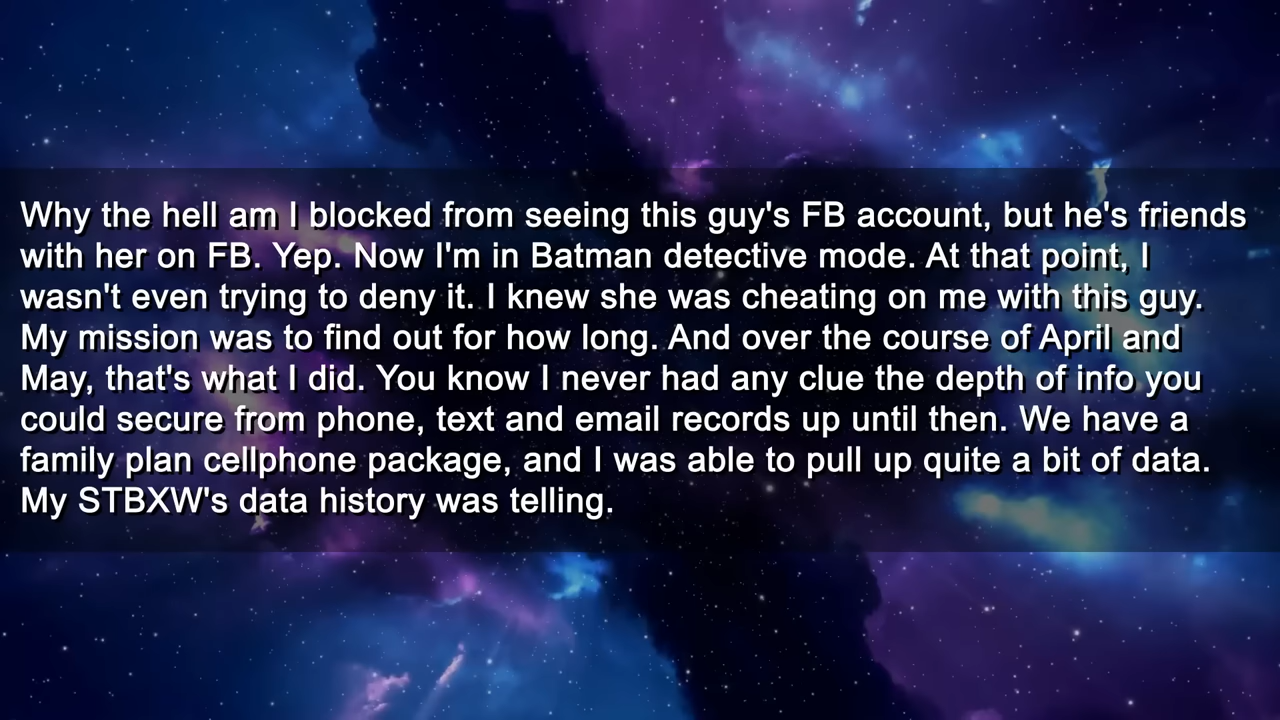 Why the hell am I blocked from seeing this guy's FB account, but he's friends
with her on FB. Yep. Now I'm in Batman detective mode. At that point, I
wasn't even trying to deny it. I knew she was cheating on me with this guy.
My mission was to find out for how long. And over the course of April and
May, that's what I did. You know I never had any clue the depth of info you
could secure from phone, text and email records up until then. We have a
family plan cellphone package, and I was able to pull up quite a bit of data.
My STBXW's data history was telling.